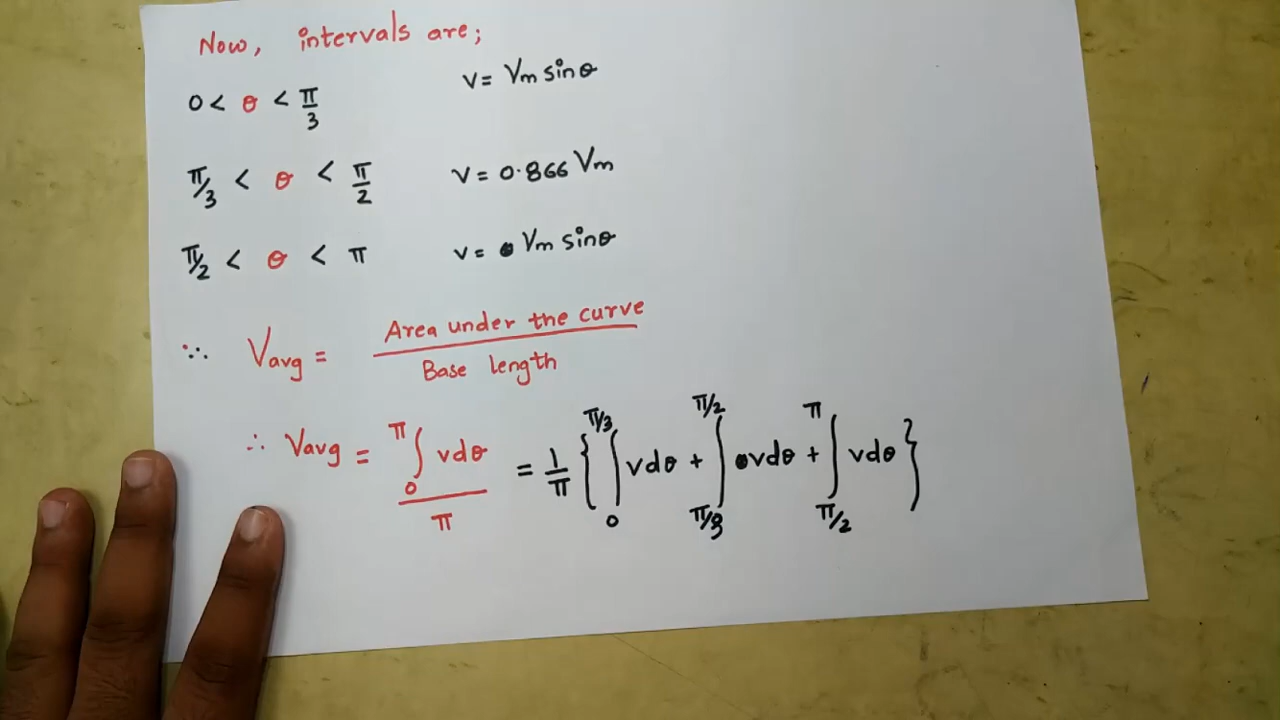 Now, intervals are;
0 < θ < π/3 v = Vm sinθ
π/3 < θ < π/2 v = 0.866 Vm
π/2 < θ < π v = Vm sinθ
∵ Vavg = Area under the curve / Base length
∴ Vavg = ∫₀^π vdθ / π = 1/π { ∫₀^π/3 vdθ + ∫π/3^π/2 vdθ + ∫π/2^π vdθ }